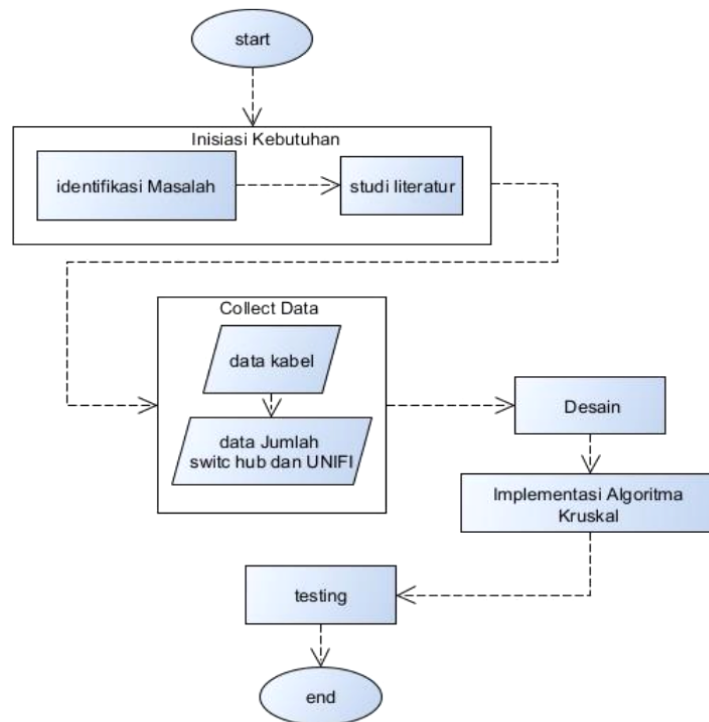 start
Inisiasi Kebutuhan
identifikasi Masalah
studi literatur
Collect Data
data kabel
data Jumlah
switc hub dan UNIFI
Desain
Implementasi Algoritma
Kruskal
testing
end